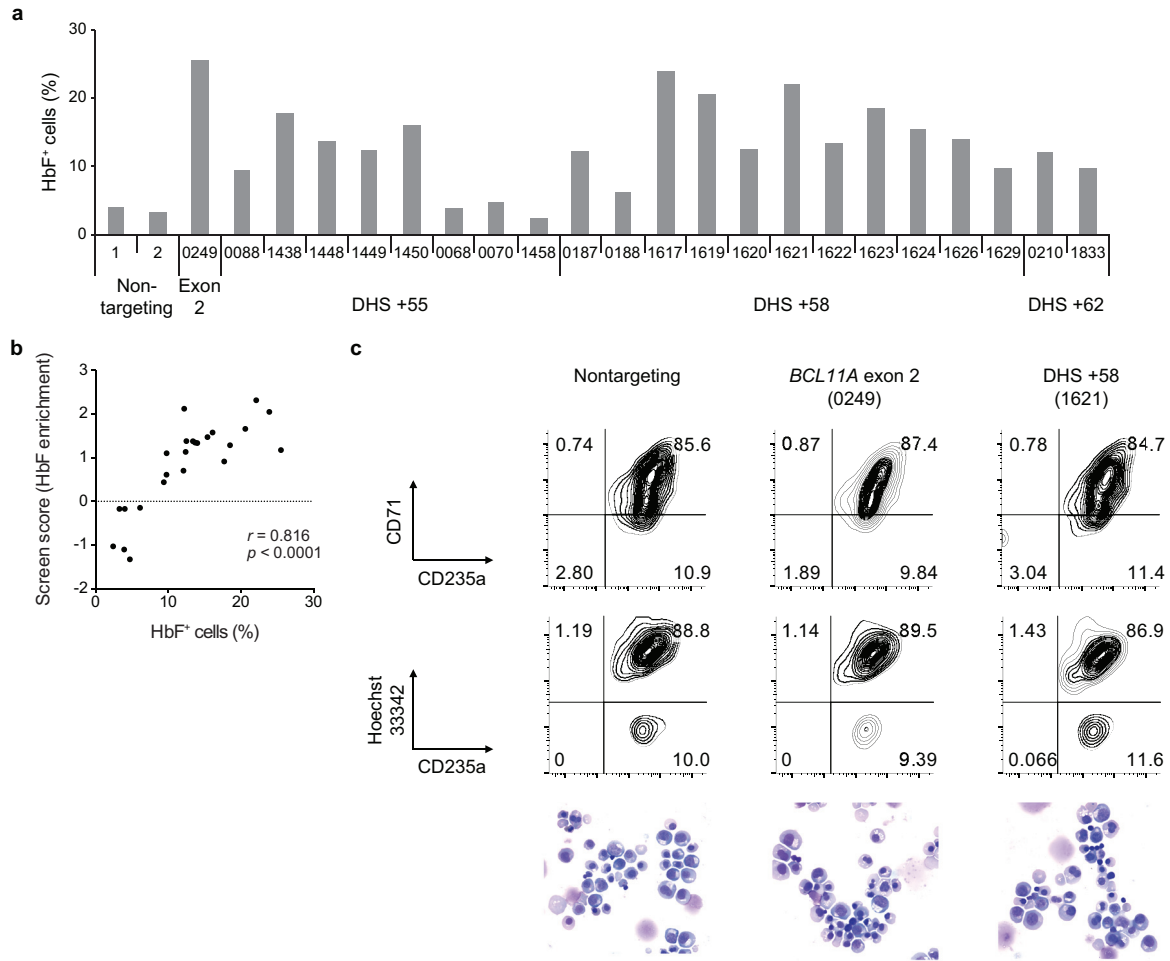 a
HbF⁺ cells (%)
30
20
10
0
1 2 0249 0088 1438 1448 1449 1450 0068 0070 1458 0187 0188 1617 1619 1620 1621 1622 1623 1624 1626 1629 0210 1833
Non-
targeting
Exon
2
DHS +55
DHS +58
DHS +62
b
Screen score (HbF enrichment)
3
2
1
0
-1
-2
r = 0.816
p < 0.0001
0 10 20 30
HbF⁺ cells (%)
c
Nontargeting
BCL11A exon 2
(0249)
DHS +58
(1621)
CD71
CD235a
0.74 85.6
2.80 10.9
0.87 87.4
1.89 9.84
0.78 84.7
3.04 11.4
Hoechst
33342
CD235a
1.19 88.8
0 10.0
1.14 89.5
0 9.39
1.43 86.9
0.066 11.6